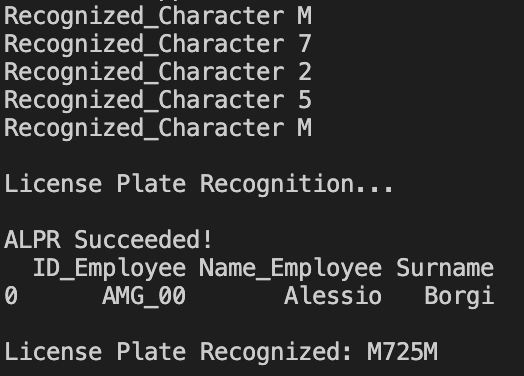 Recognized_Character M
Recognized_Character 7
Recognized_Character 2
Recognized_Character 5
Recognized_Character M
License Plate Recognition...
ALPR Succeeded!
ID_Employee Name_Employee Surname
0 AMG_00 Alessio Borgi
License Plate Recognized: M725M